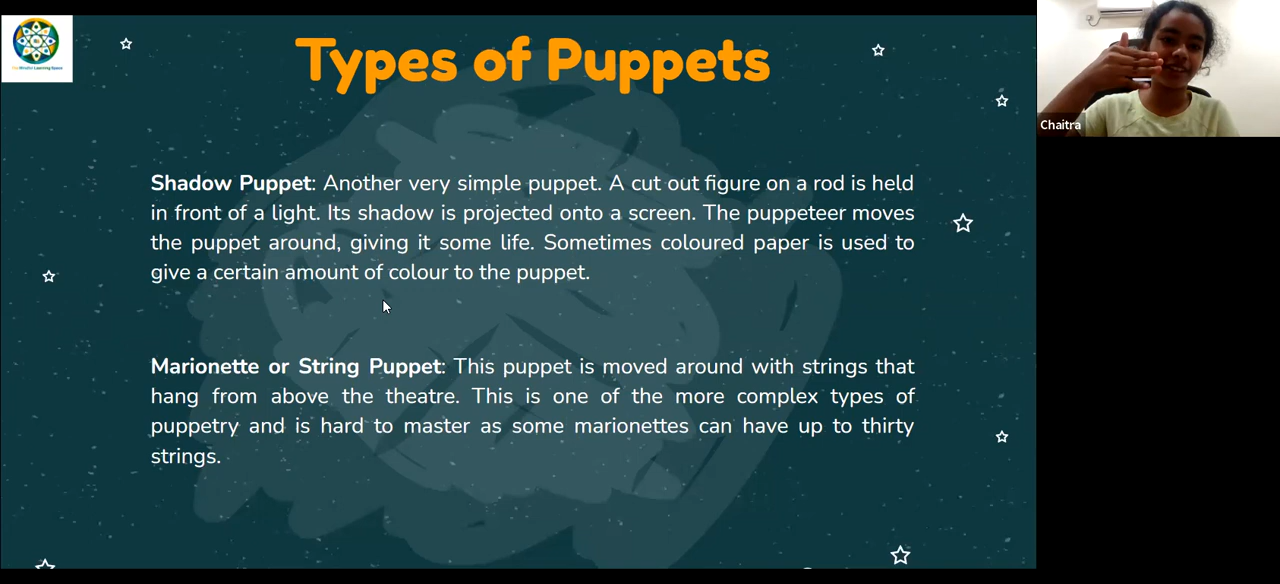 Types of Puppets
Shadow Puppet: Another very simple puppet. A cut out figure on a rod is held
in front of a light. Its shadow is projected onto a screen. The puppeteer moves
the puppet around, giving it some life. Sometimes coloured paper is used to
give a certain amount of colour to the puppet.
Marionette or String Puppet: This puppet is moved around with strings that
hang from above the theatre. This is one of the more complex types of
puppetry and is hard to master as some marionettes can have up to thirty
strings.
Chaitra